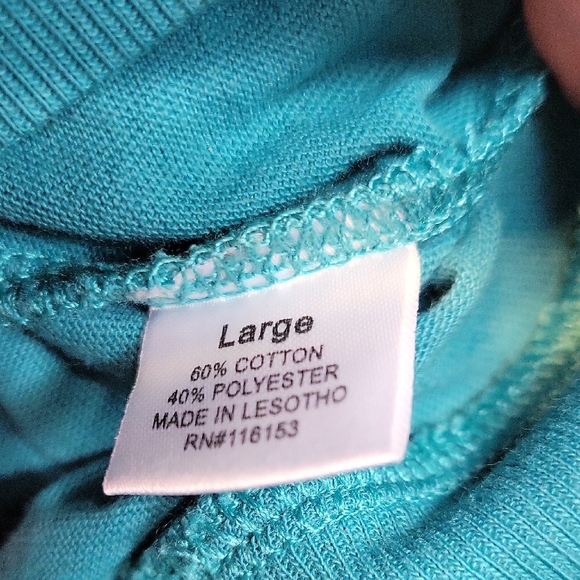 Large
60% COTTON
40% POLYESTER
MADE IN LESOTHO
RN#116153